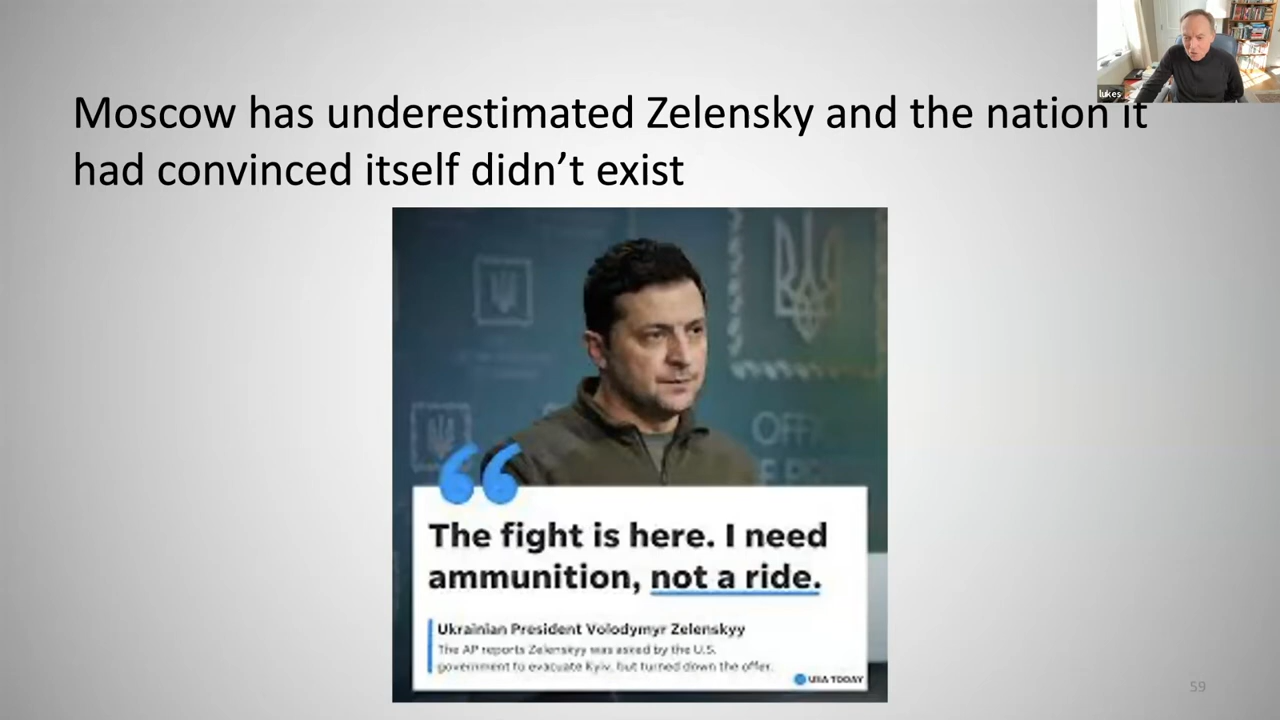 lukes
Moscow has underestimated Zelensky and the nation it
had convinced itself didn’t exist
“
The fight is here. I need
ammunition, not a ride.
Ukrainian President Volodymyr Zelenskyy
The AP reports Zelenskyy was asked by the U.S.
government to evacuate Kyiv, but turned down the offer.
USA TODAY
59